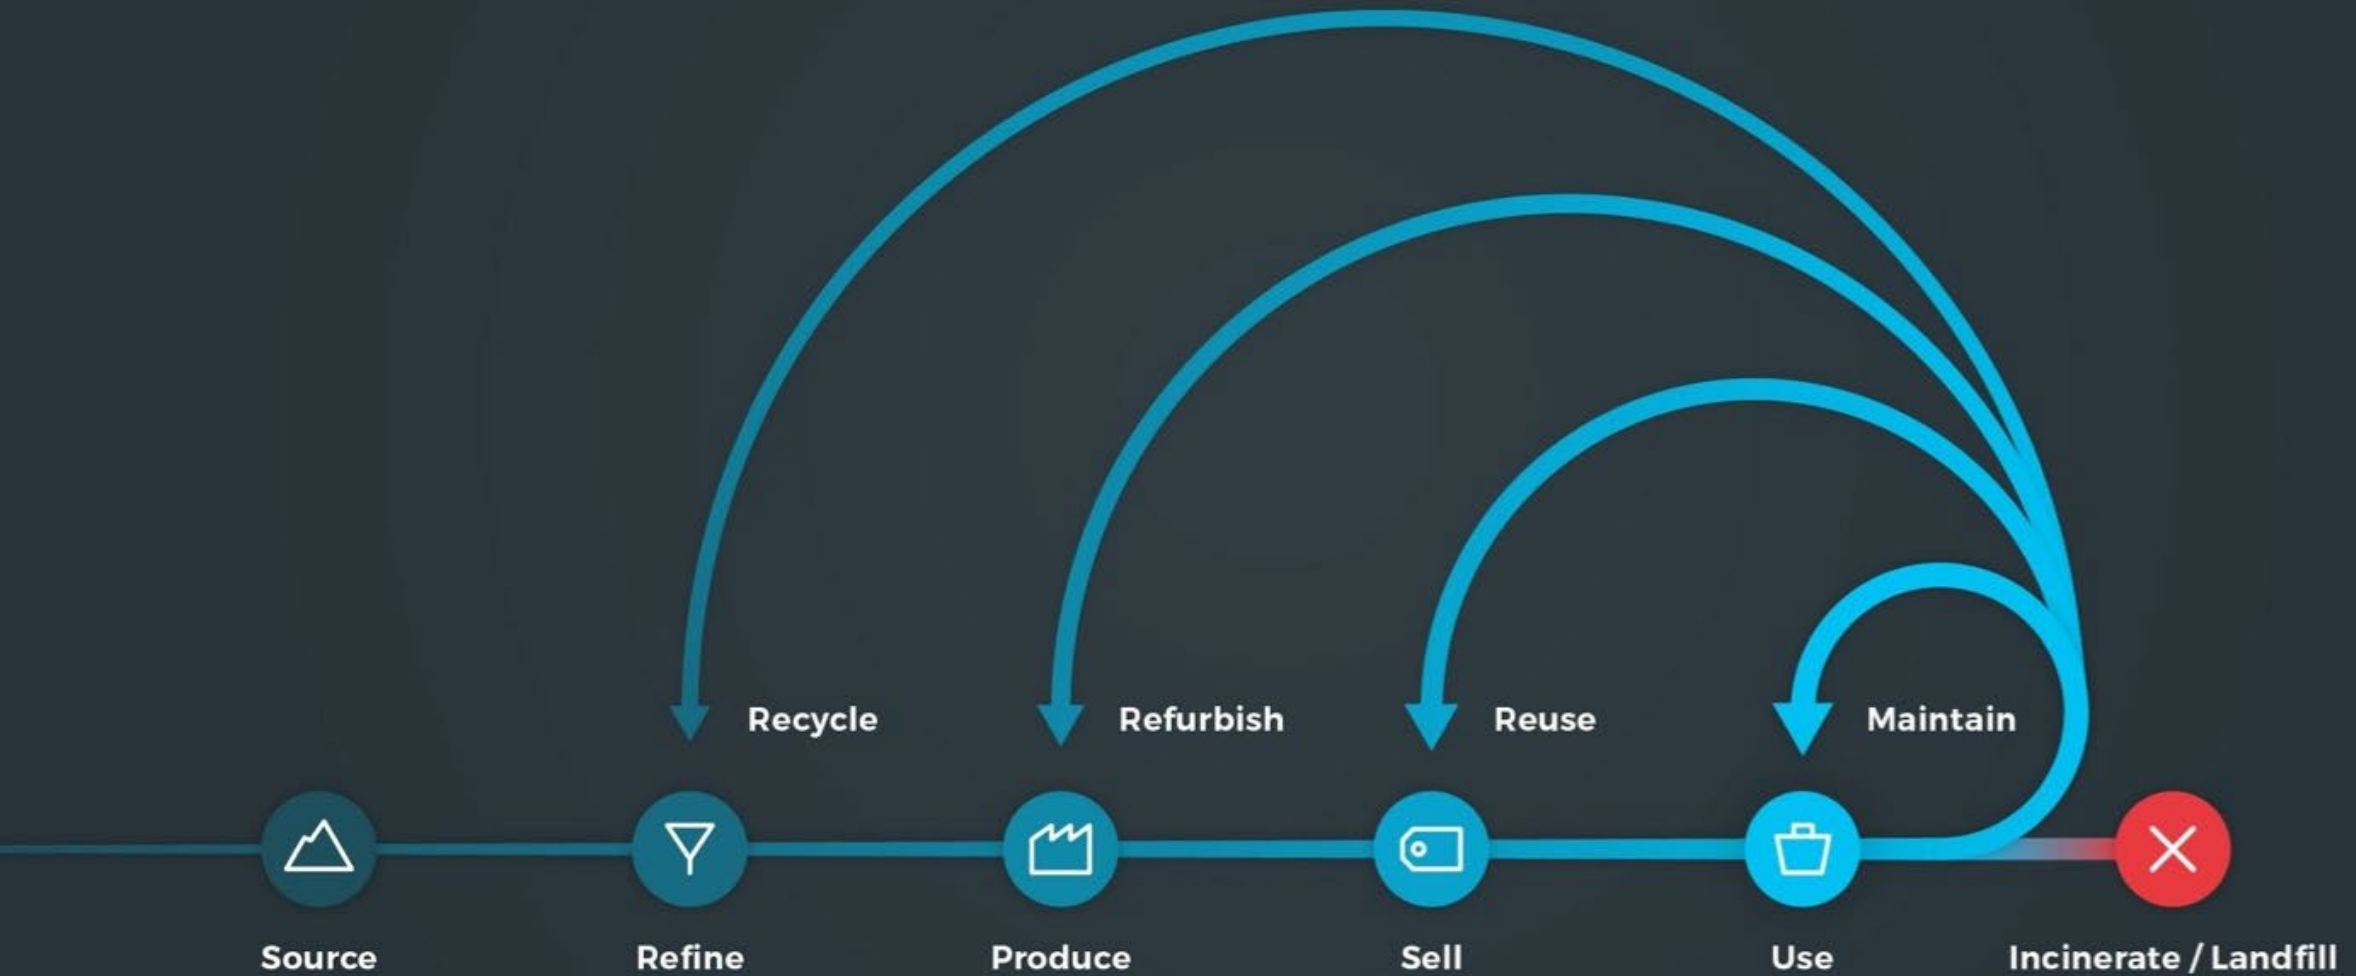 Recycle
Refurbish
Reuse
Maintain
Source
Refine
Produce
Sell
Use
Incinerate / Landfill